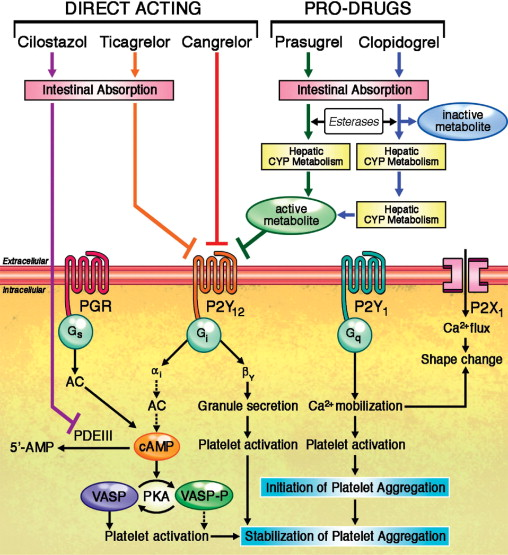 DIRECT ACTING
PRO-DRUGS
Cilostazol
Ticagrelor
Cangrelor
Prasugrel
Clopidogrel
Intestinal Absorption
Intestinal Absorption
Esterases
inactive
metabolite
Hepatic
CYP Metabolism
Hepatic
CYP Metabolism
active
metabolite
Hepatic
CYP Metabolism
Extracellular
Intracellular
PGR
P2Y12
P2Y1
P2X1
Gs
Gi
Gq
Ca2+flux
Shape change
AC
αI
βY
AC
Granule secretion
Ca2+mobilization
PDEIII
5'-AMP
cAMP
Platelet activation
Platelet activation
VASP
PKA
VASP-P
Initiation of Platelet Aggregation
Platelet activation
Stabilization of Platelet Aggregation